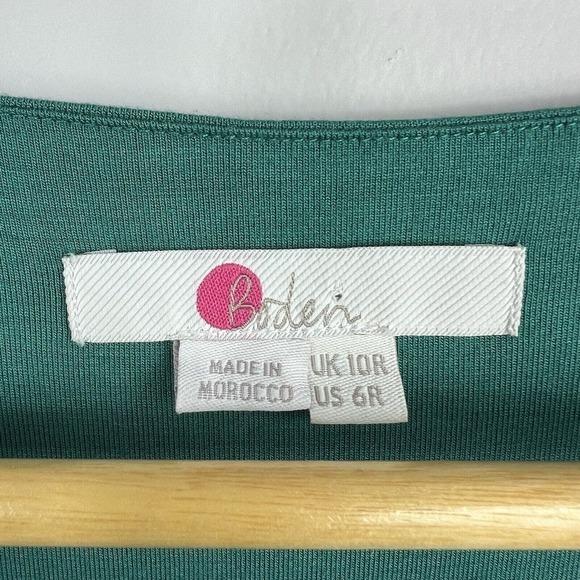 Boden
MADE IN
MOROCCO
UK 10R
US 6R